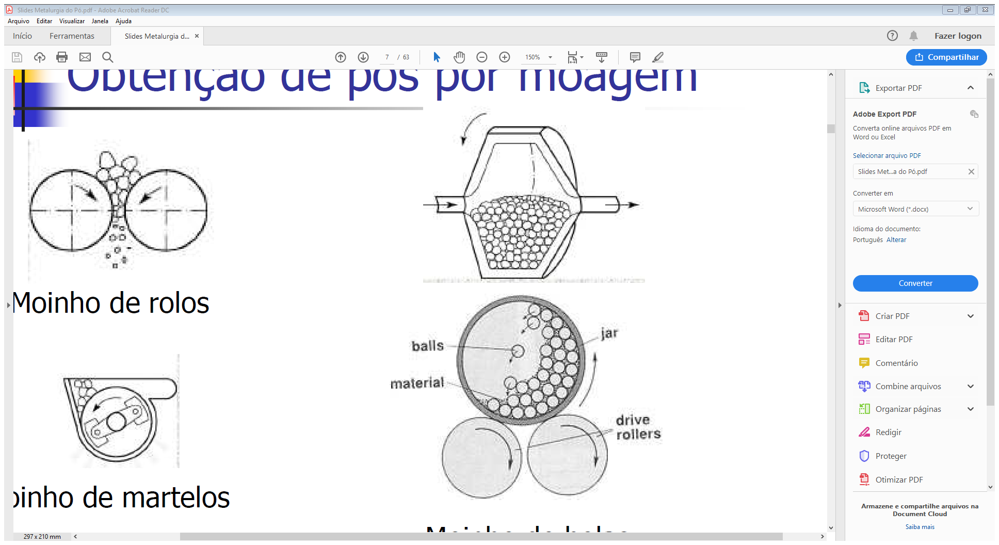 Slides Metalurgia do Pó.pdf - Adobe Acrobat Reader DC
Arquivo Editar Visualizar Janela Ajuda
Início Ferramentas Slides Metalurgia d... × Fazer logon
7 / 63 150% Compartilhar
Obtenção de pós por moagem
Moinho de rolos
oinho de martelos
balls
jar
material
drive
rollers
Moinho de bolas
297 x 210 mm
Exportar PDF
Adobe Export PDF
Converta online arquivos PDF em
Word ou Excel
Selecionar arquivo PDF
Slides Met...a do Pó.pdf
Converter em
Microsoft Word (*.docx)
Idioma do documento:
Português Alterar
Converter
Criar PDF
Editar PDF
Comentário
Combine arquivos
Organizar páginas
Redigir
Proteger
Otimizar PDF
Armazene e compartilhe arquivos na
Document Cloud
Saiba mais